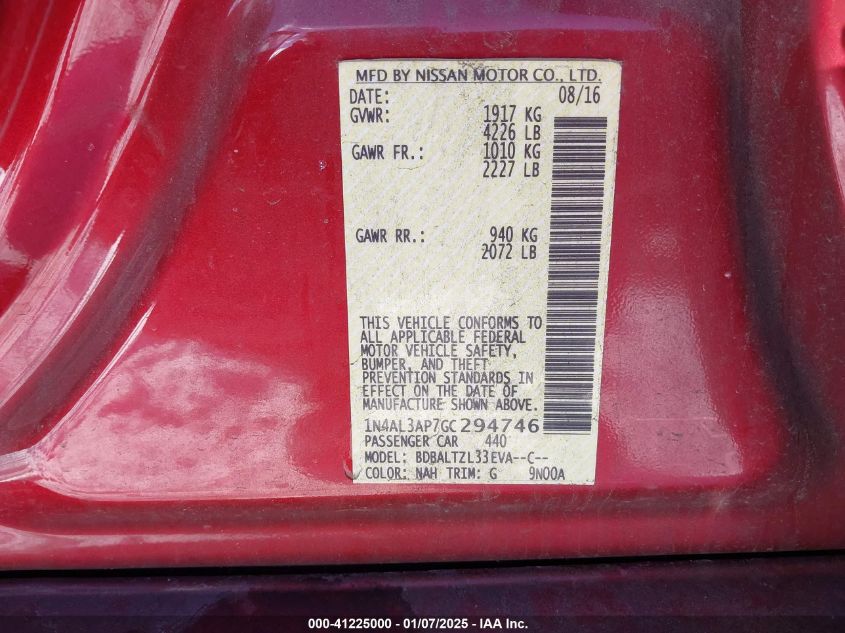 MFD BY NISSAN MOTOR CO., LTD.
DATE: 08/16
GVWR: 1917 KG
4226 LB
GAWR FR.: 1010 KG
2227 LB
GAWR RR.: 940 KG
2072 LB
THIS VEHICLE CONFORMS TO
ALL APPLICABLE FEDERAL
MOTOR VEHICLE SAFETY,
BUMPER, AND THEFT
PREVENTION STANDARDS IN
EFFECT ON THE DATE OF
MANUFACTURE SHOWN ABOVE.
1N4AL3AP7GC294746
PASSENGER CAR 440
MODEL: BDBALTZL33EVA--C--
COLOR: NAH TRIM: G 9N00A
000-41225000 - 01/07/2025 - IAA Inc.